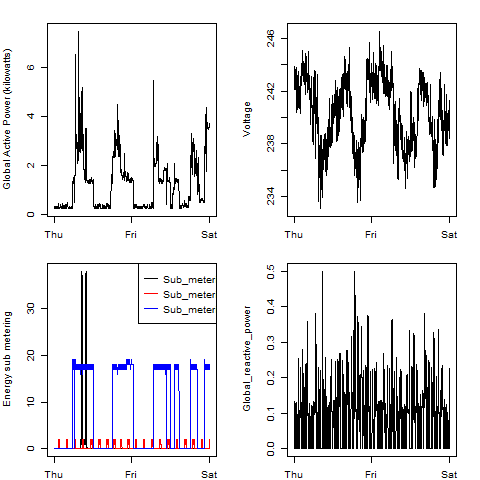 Global Active Power (kilowatts)
0 2 4 6
Thu Fri Sat
Voltage
234 238 242 246
Thu Fri Sat
Energy sub metering
0 10 20 30
Sub_meter
Sub_meter
Sub_meter
Thu Fri Sat
Global_reactive_power
0.0 0.1 0.2 0.3 0.4 0.5
Thu Fri Sat